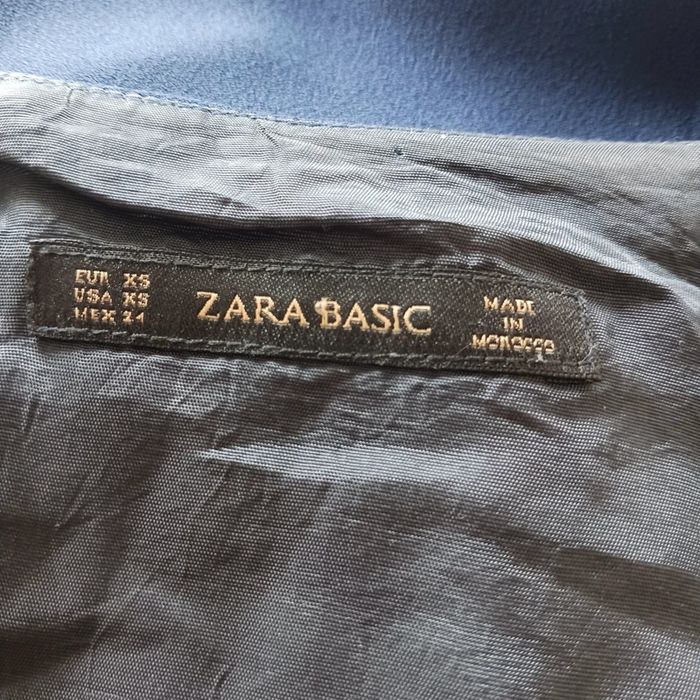 EUR XS
USA XS
MEX 24
ZARA BASIC
MADE
IN
MOROCCO